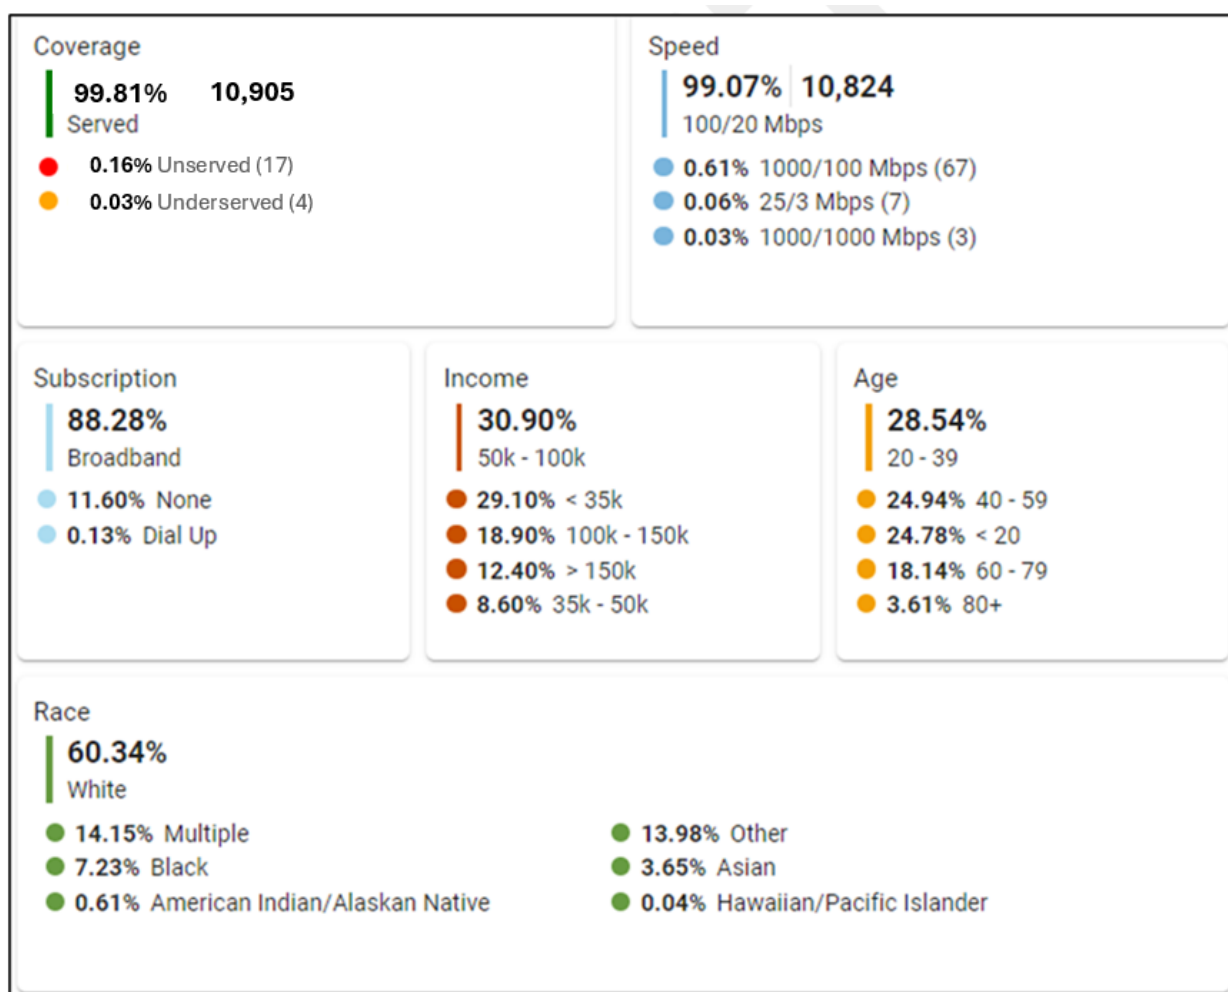 Coverage
99.81% 10,905
Served
0.16% Unserved (17)
0.03% Underserved (4)
Speed
99.07% 10,824
100/20 Mbps
0.61% 1000/100 Mbps (67)
0.06% 25/3 Mbps (7)
0.03% 1000/1000 Mbps (3)
Subscription
88.28%
Broadband
11.60% None
0.13% Dial Up
Income
30.90%
50k - 100k
29.10% < 35k
18.90% 100k - 150k
12.40% > 150k
8.60% 35k - 50k
Age
28.54%
20 - 39
24.94% 40 - 59
24.78% < 20
18.14% 60 - 79
3.61% 80+
Race
60.34%
White
14.15% Multiple
7.23% Black
0.61% American Indian/Alaskan Native
13.98% Other
3.65% Asian
0.04% Hawaiian/Pacific Islander